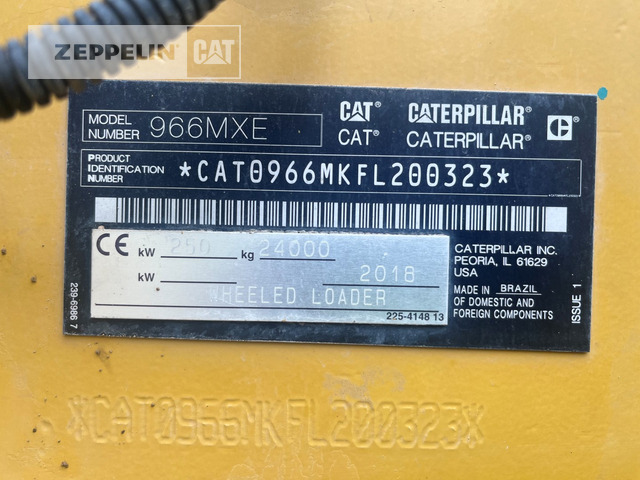 ZEPPELIN CAT
MODEL NUMBER 966MXE
CAT CATERPILLAR
CAT® CATERPILLAR®
PRODUCT IDENTIFICATION NUMBER *CAT0966MKFL200323*
CE kW 250 kg 24000
kW 2018
WHEELED LOADER
225-4148 13
CATERPILLAR INC.
PEORIA, IL 61629
USA
MADE IN BRAZIL
OF DOMESTIC AND
FOREIGN COMPONENTS
239-6986 7
ISSUE 1
*CAT0966MKFL200323*